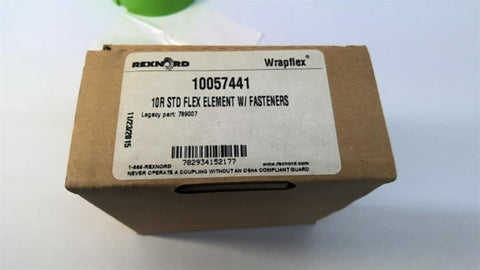 REXNORD Wrapflex®
10057441
10R STD FLEX ELEMENT W/ FASTENERS
Legacy part: 789007
11/23/2015
782934152177
1-866-REXNORD www.rexnord.com
NEVER OPERATE A COUPLING WITHOUT AN OSHA COMPLIANT GUARD